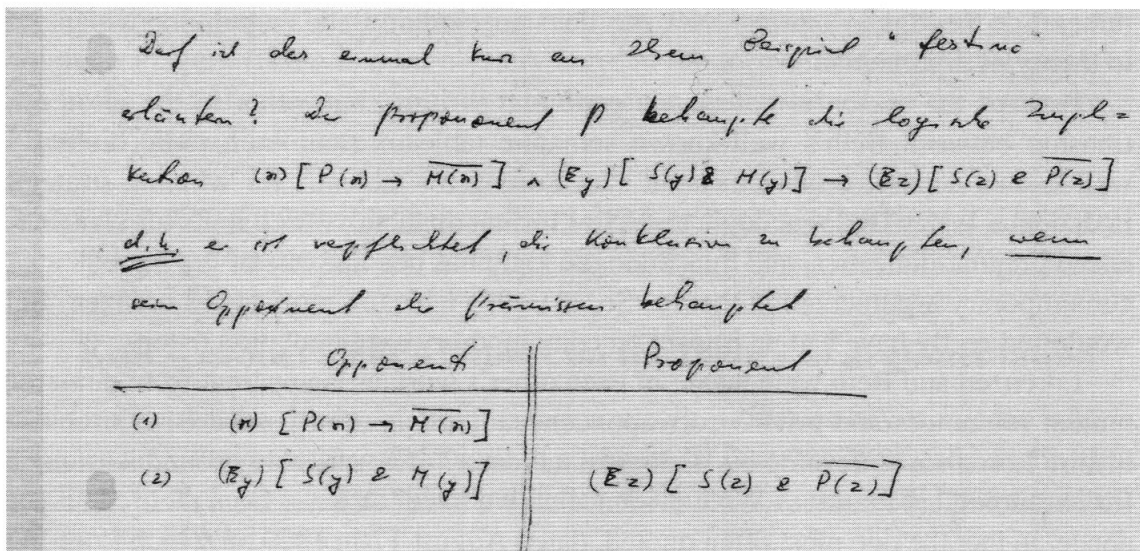 Darf ich das einmal kurz an Ihrem Beispiel "festino
erläutern? Der Proponent P behaupte die logische Impli=
kation (x)[P(x) → M̅(̅x̅)̅] ∧ (Ey)[S(y) & M(y)] → (Ez)[S(z) & P̅(̅z̅)̅]
d.h. er ist verpflichtet, die Konklusion zu behaupten, wenn
sein Opponent die Prämissen behauptet
Opponent Proponent
(1) (x) [P(x) → M̅(̅x̅)̅]
(2) (Ey) [S(y) & M(y)] (Ez) [S(z) & P̅(̅z̅)̅]